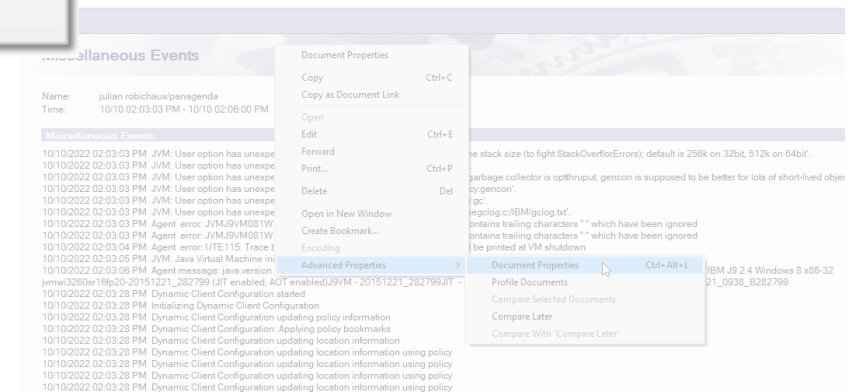 Miscellaneous Events
Name: julian robichaux/panagenda
Time: 10/10 02:03:03 PM - 10/10 02:06:00 PM
Miscellaneous Events:
10/10/2022 02:03:03 PM JVM: User option has unexpe
he stack size (to fight StackOverflorErrors); default is 256k on 32bit, 512k on 64bit'.
10/10/2022 02:03:03 PM JVM: User option has unexpe
10/10/2022 02:03:03 PM JVM: User option has unexpe
garbage collector is optthruput; gencon is supposed to be better for lots of short-lived objec
10/10/2022 02:03:03 PM JVM: User option has unexpe
cy:gencon'.
10/10/2022 02:03:03 PM JVM: User option has unexpe
:gc'.
10/10/2022 02:03:03 PM JVM: User option has unexpe
segclog:c:/IBM/gclog.txt'.
10/10/2022 02:03:03 PM Agent error: JVMJ9VM081W
ontains trailing characters " " which have been ignored
10/10/2022 02:03:03 PM Agent error: JVMJ9VM081W
ontains trailing characters " " which have been ignored
10/10/2022 02:03:04 PM Agent error: UTE115: Trace b
l be printed at VM shutdown
10/10/2022 02:03:05 PM JVM: Java Virtual Machine ini
10/10/2022 02:03:06 PM Agent message: java.version
IBM J9 2.4 Windows 8 x86-32
jvmwi3260sr16fp20-20151221_282799 (JIT enabled, AOT enabled)J9VM - 20151221_282799JIT -
21_0938_B282799
10/10/2022 02:03:28 PM Dynamic Client Configuration started
10/10/2022 02:03:28 PM Initializing Dynamic Client Configuration
10/10/2022 02:03:28 PM Dynamic Client Configuration updating policy information
10/10/2022 02:03:28 PM Dynamic Client Configuration: Applying policy bookmarks
10/10/2022 02:03:28 PM Dynamic Client Configuration updating location information
10/10/2022 02:03:28 PM Dynamic Client Configuration updating location information using policy
10/10/2022 02:03:28 PM Dynamic Client Configuration updating location information using policy
10/10/2022 02:03:28 PM Dynamic Client Configuration updating location information using policy
10/10/2022 02:03:28 PM Dynamic Client Configuration updating location information using policy
Document Properties
Copy Ctrl+C
Copy as Document Link
Open
Edit Ctrl+E
Forward
Print... Ctrl+P
Delete Del
Open in New Window
Create Bookmark...
Encoding
Advanced Properties >
Document Properties Ctrl+Alt+L
Profile Documents
Compare Selected Documents
Compare Later
Compare With 'Compare Later'